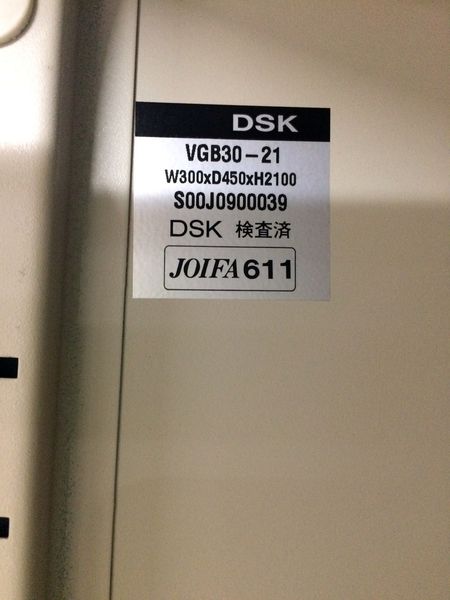 DSK
VGB30-21
W300xD450xH2100
S00J0900039
DSK 検査済
JOIFA611